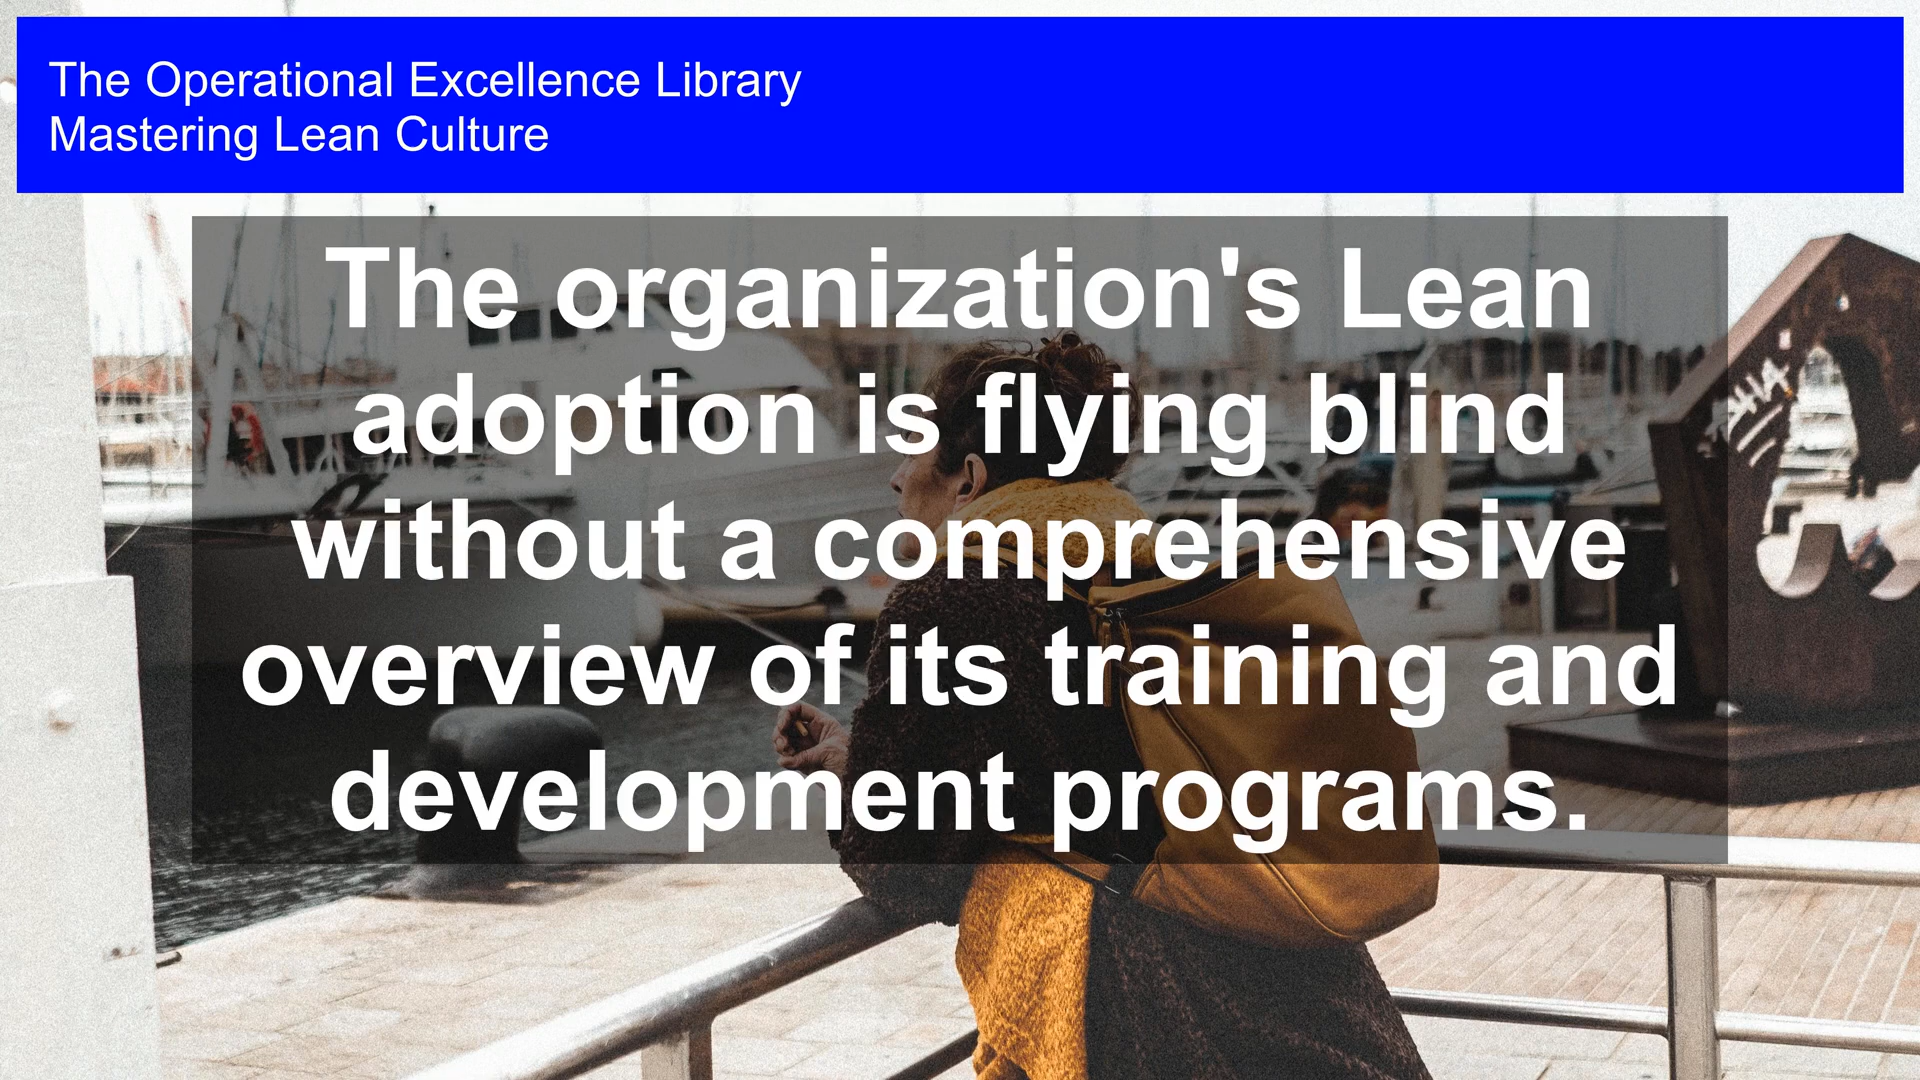 The Operational Excellence Library
Mastering Lean Culture
The organization's Lean
adoption is flying blind
without a comprehensive
overview of its training and
development programs.